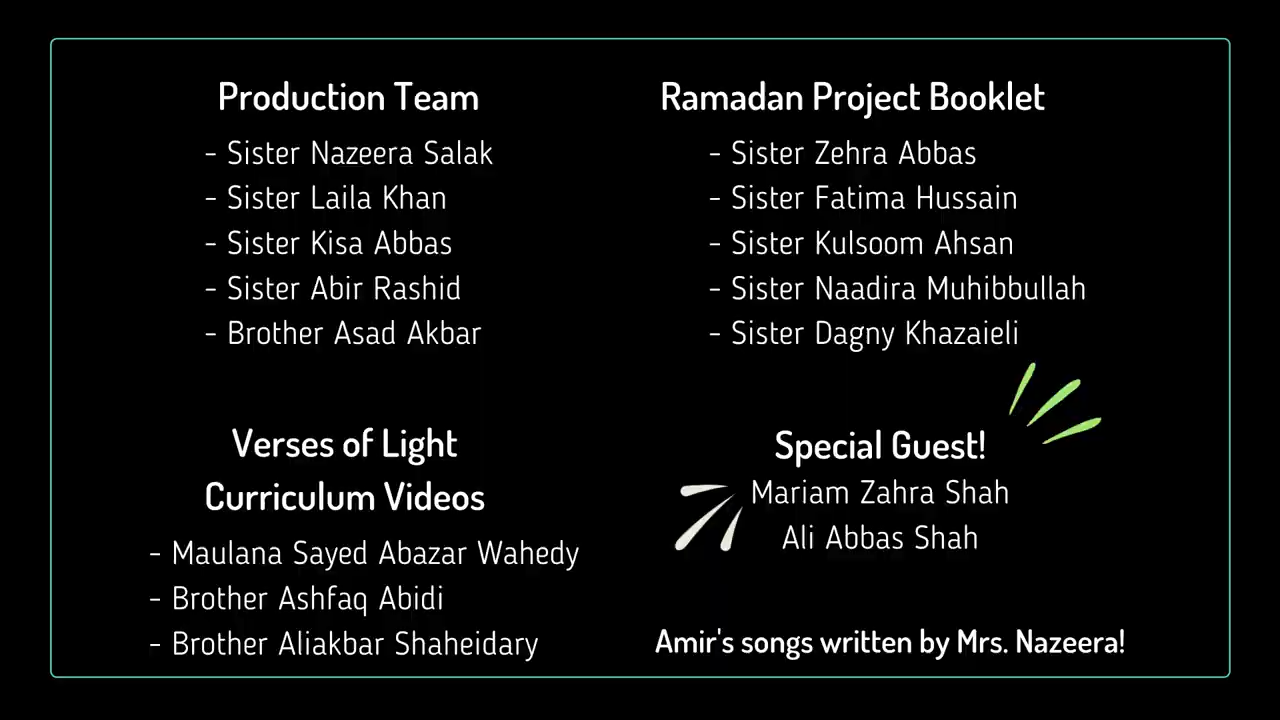 Production Team
- Sister Nazeera Salak
- Sister Laila Khan
- Sister Kisa Abbas
- Sister Abir Rashid
- Brother Asad Akbar
Ramadan Project Booklet
- Sister Zehra Abbas
- Sister Fatima Hussain
- Sister Kulsoom Ahsan
- Sister Naadira Muhibbullah
- Sister Dagny Khazaieli
Verses of Light
Curriculum Videos
- Maulana Sayed Abazar Wahedy
- Brother Ashfaq Abidi
- Brother Aliakbar Shaheidary
Special Guest!
Mariam Zahra Shah
Ali Abbas Shah
Amir's songs written by Mrs. Nazeera!